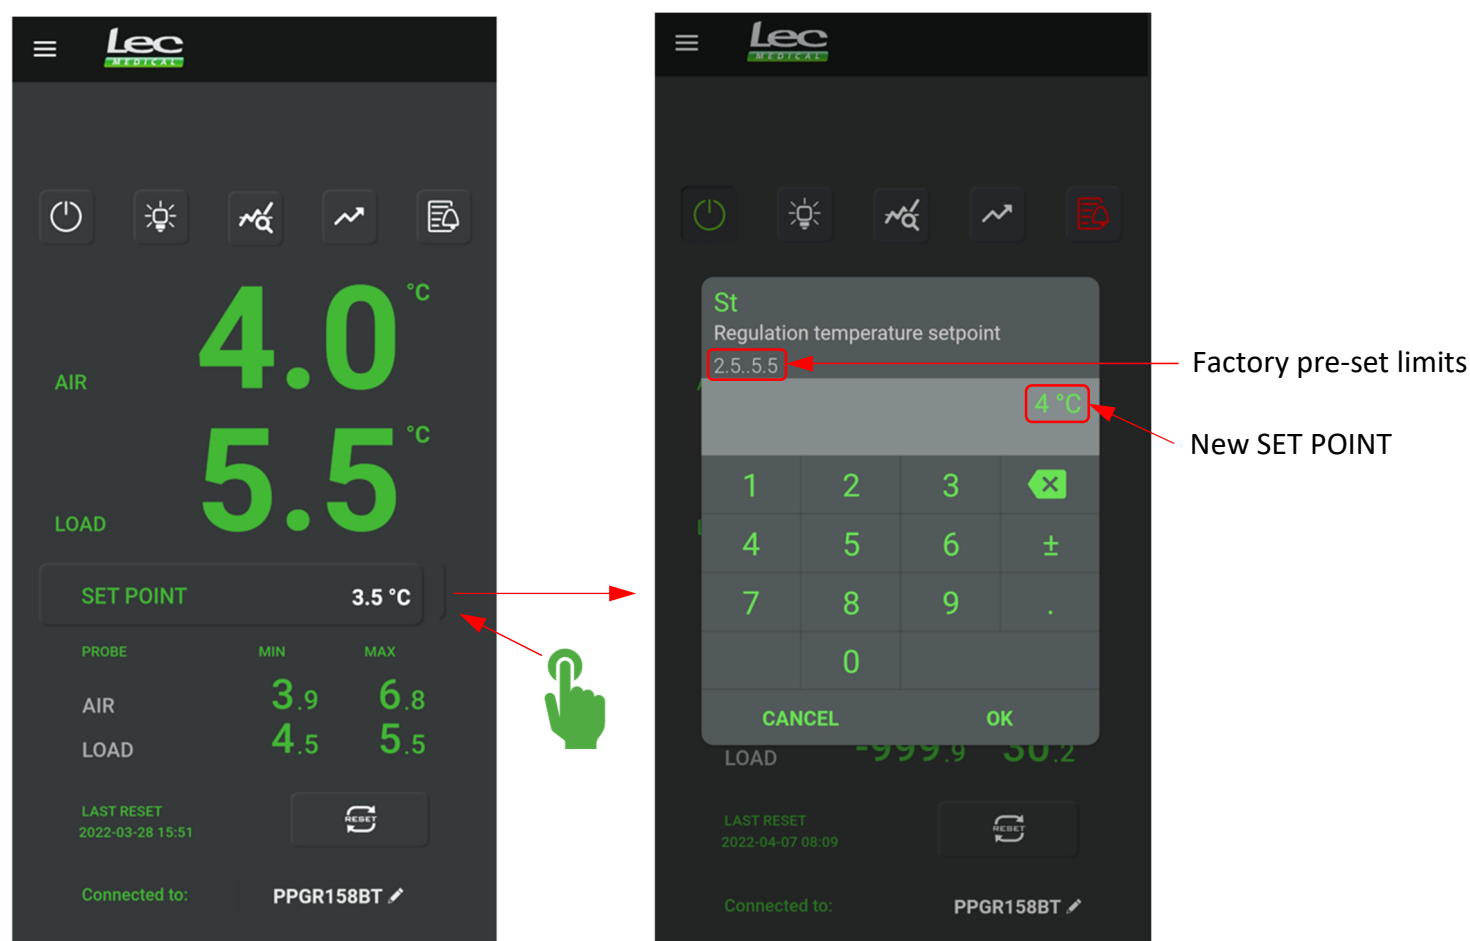 Lec
MEDICAL
4.0 °C
AIR
5.5 °C
LOAD
SET POINT 3.5 °C
PROBE MIN MAX
AIR 3.9 6.8
LOAD 4.5 5.5
LAST RESET
2022-03-28 15:51
RESET
Connected to: PPGR158BT
Lec
MEDICAL
St
Regulation temperature setpoint
2.5..5.5
4 °C
1 2 3
4 5 6 ±
7 8 9 .
0
CANCEL OK
LOAD -999.9 30.2
LAST RESET
2022-04-07 08:09
RESET
Connected to: PPGR158BT
Factory pre-set limits
New SET POINT